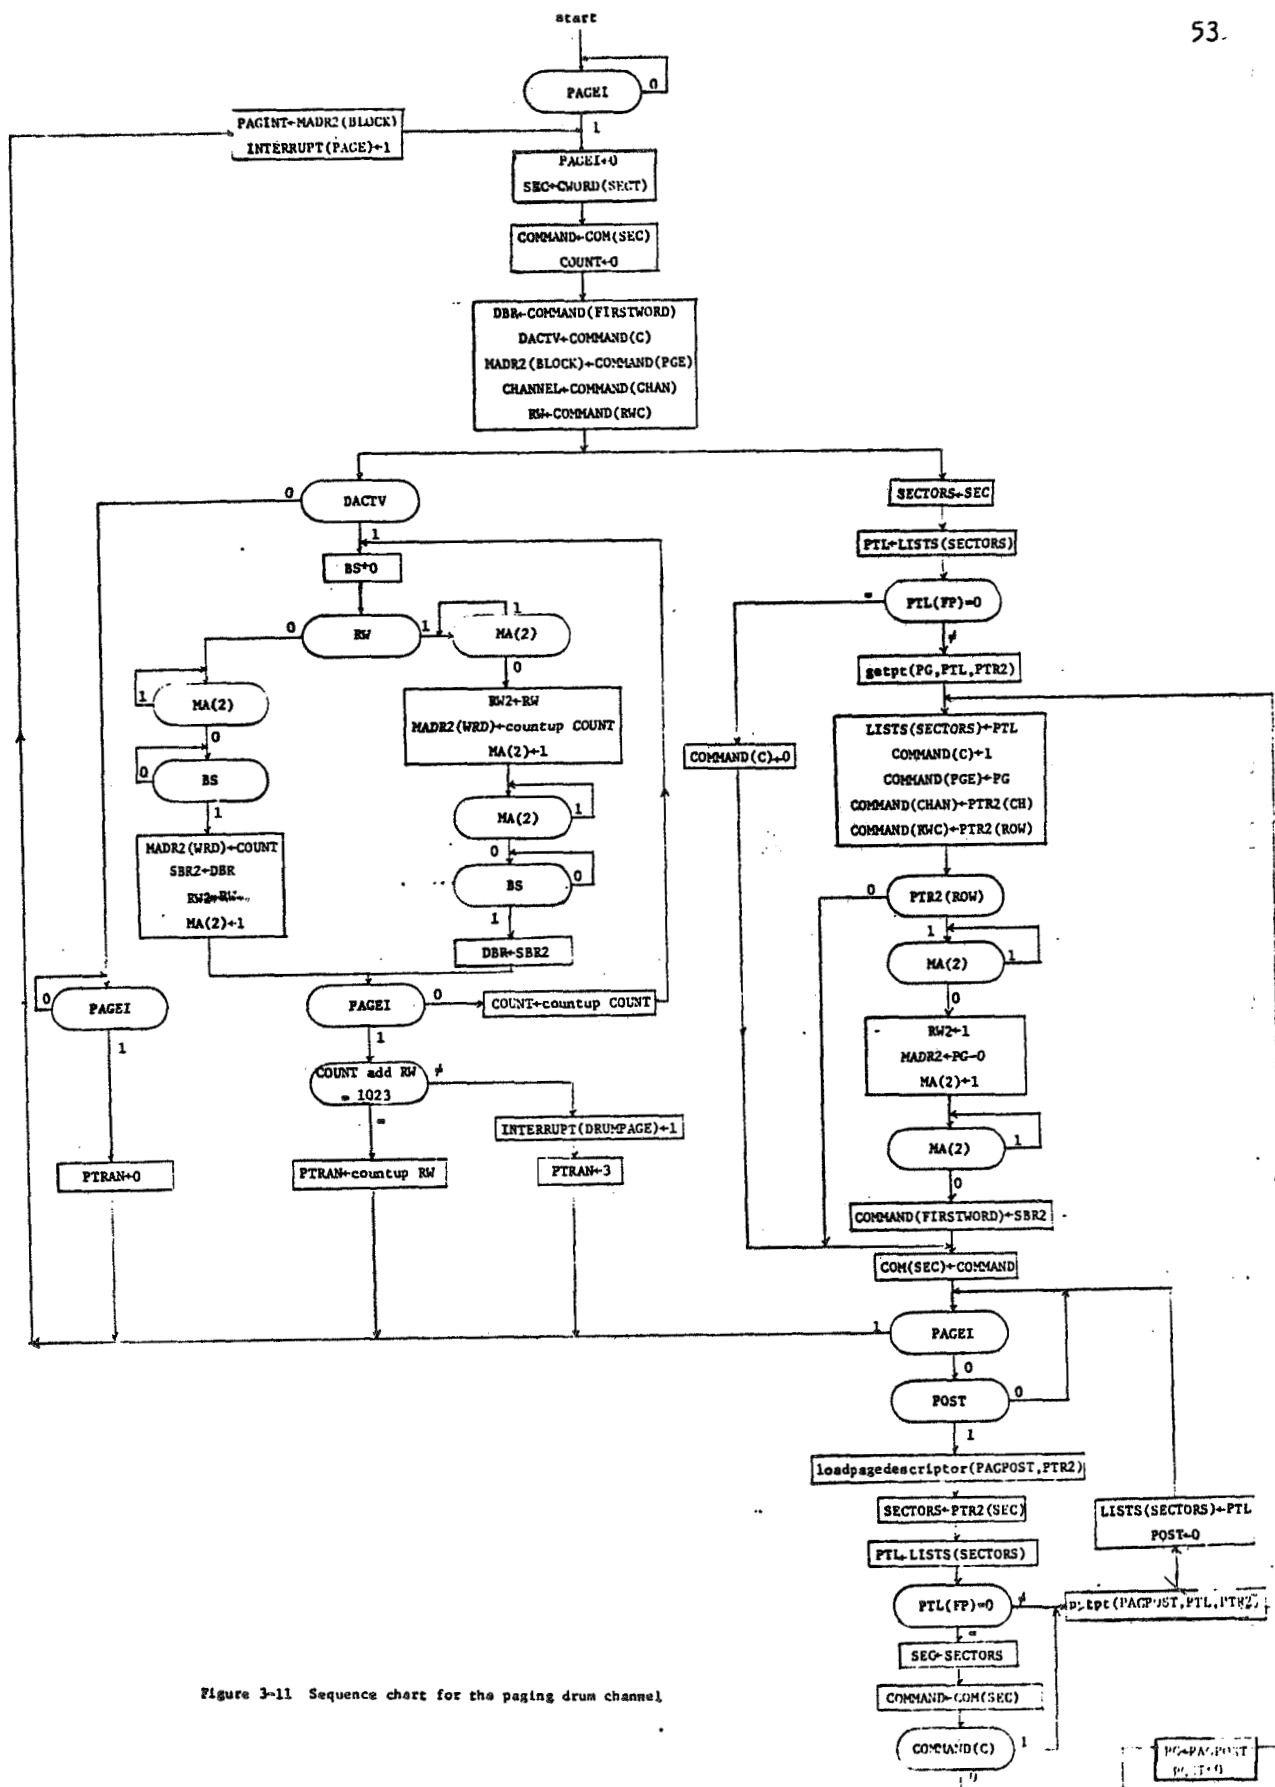 53.
start
PAGEI
0
1
PAGINT←MADR2(BLOCK)
INTERRUPT(PAGE)←1
PAGEI←0
SEC←CWORD(SECT)
COMMAND←COM(SEC)
COUNT←0
DBR←COMMAND(FIRSTWORD)
DACTV←COMMAND(C)
MADR2(BLOCK)←COMMAND(PGE)
CHANNEL←COMMAND(CHAN)
RW←COMMAND(RWC)
0
DACTV
1
BS←0
0
RW
1
MA(2)
1
0
1
MA(2)
0
0
BS
1
MADR2(WRD)←COUNT
SBR2←DBR
RW2←RW
MA(2)←1
RW2←RW
MADR2(WRD)←countup COUNT
MA(2)←1
MA(2)
1
0
BS
0
1
DBR←SBR2
0
PAGEI
1
PTRAN←0
PAGEI
0
COUNT←countup COUNT
1
COUNT add RW
= 1023
≠
=
INTERRUPT(DRUMPAGE)←1
PTRAN←countup RW
PTRAN←3
SECTORS←SEC
PTL←LISTS(SECTORS)
=
PTL(FP)=0
≠
getpt(PG,PTL,PTR2)
COMMAND(C)←0
LISTS(SECTORS)←PTL
COMMAND(C)←1
COMMAND(PGE)←PG
COMMAND(CHAN)←PTR2(CH)
COMMAND(RWC)←PTR2(ROW)
0
PTR2(ROW)
1
MA(2)
1
0
RW2←1
MADR2←PG←0
MA(2)←1
MA(2)
1
0
COMMAND(FIRSTWORD)←SBR2
COM(SEC)←COMMAND
1
PAGEI
0
POST
0
1
loadpagedescriptor(PAGPOST,PTR2)
SECTORS←PTR2(SEC)
PTL←LISTS(SECTORS)
PTL(FP)=0
≠
=
LISTS(SECTORS)←PTL
POST←0
putpt(PAGPOST,PTL,PTR2)
SEC←SECTORS
COMMAND←COM(SEC)
COMMAND(C)
1
0
PG←PAGPOST
POST←0
Figure 3-11 Sequence chart for the paging drum channel